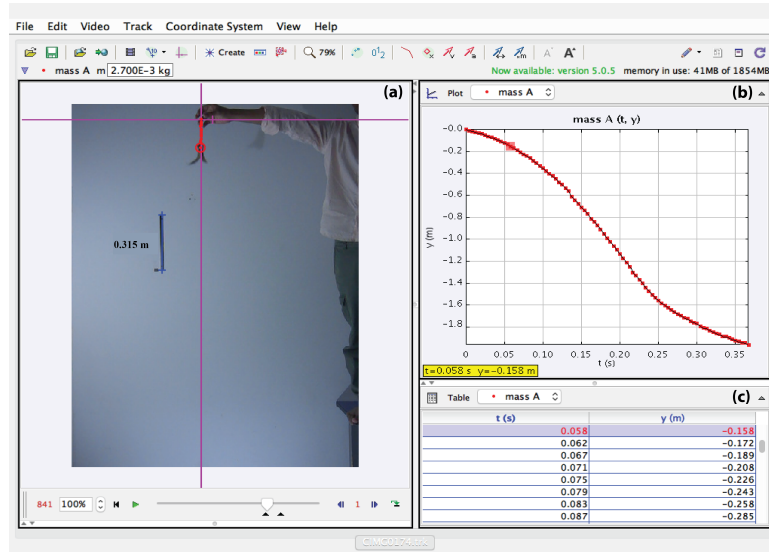 File Edit Video Track Coordinate System View Help
Create 79%
mass A m 2.700E-3 kg Now available: version 5.0.5 memory in use: 41MB of 1854MB
(a)
0.315 m
841 100% 1
Plot mass A (b)
mass A (t, y)
y (m)
-0.0
-0.2
-0.4
-0.6
-0.8
-1.0
-1.2
-1.4
-1.6
-1.8
0 0.05 0.10 0.15 0.20 0.25 0.30 0.35
t (s)
t=0.058 s y=-0.158 m
Table mass A (c)
t (s) y (m)
0.058 -0.158
0.062 -0.172
0.067 -0.189
0.071 -0.208
0.075 -0.226
0.079 -0.243
0.083 -0.258
0.087 -0.285